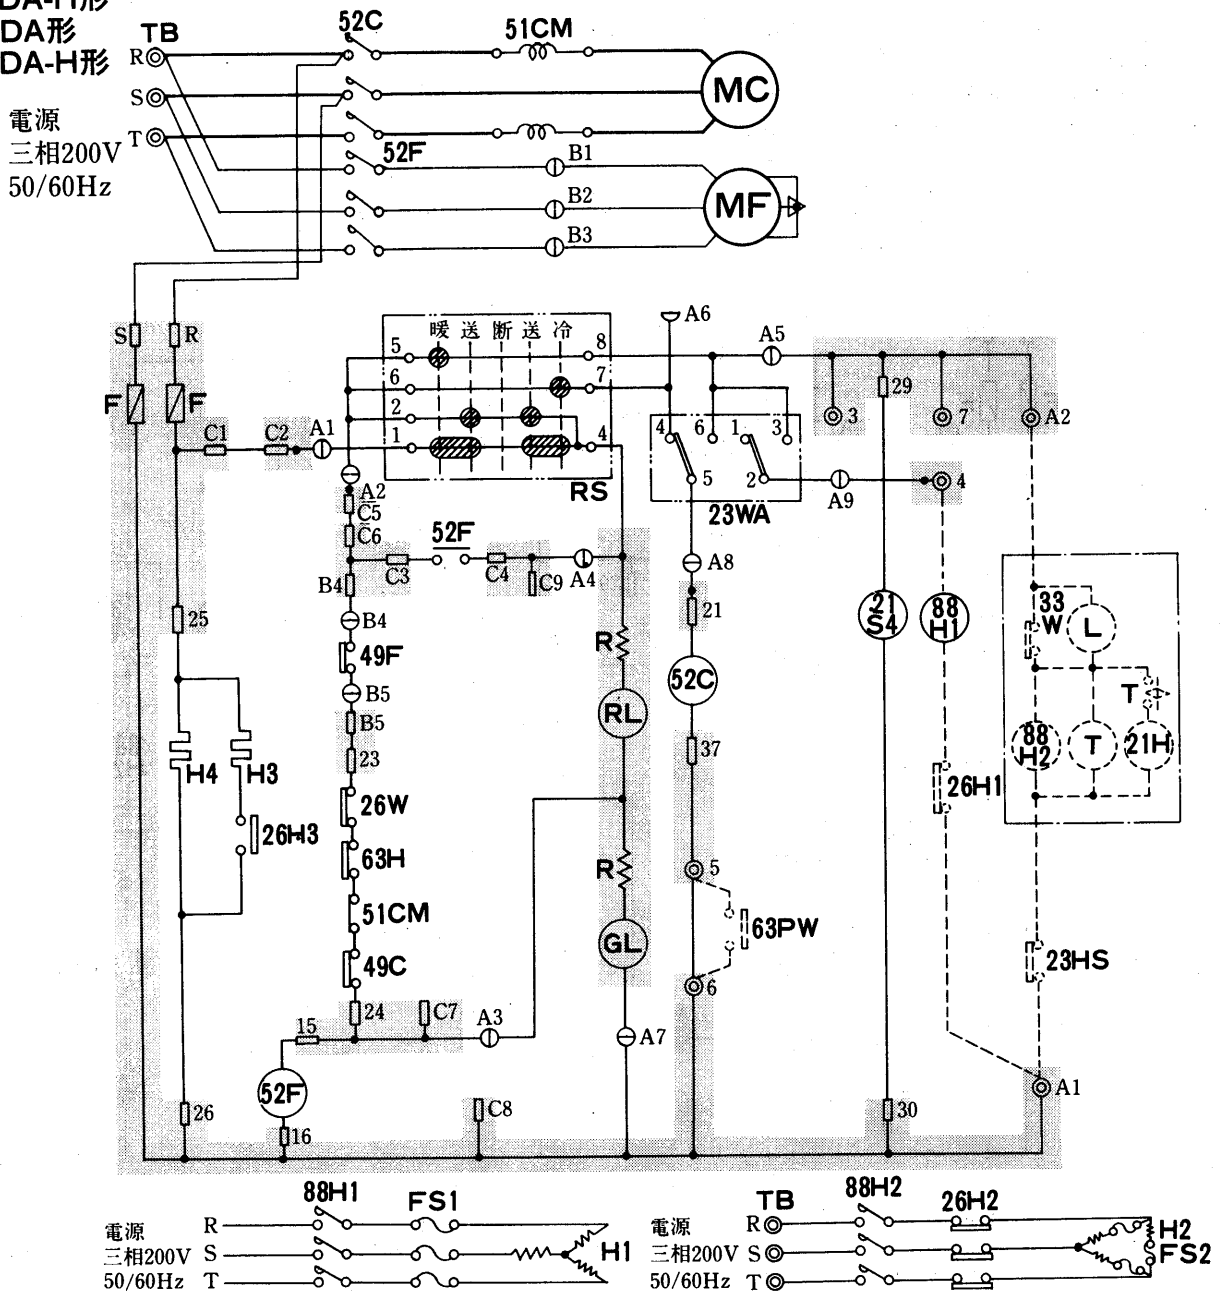 DA-H形
DA形
DA-H形
TB
52C
51CM
R
S
T
MC
電源
三相200V
50/60Hz
52F
B1
B2
B3
MF
S
R
F
F
C1
C2
A1
暖 送 断 送 冷
5
6
2
1
8
7
4
RS
A6
A5
4
6
1
3
5
2
23WA
29
3
7
A2
A9
4
A2
C5
C6
52F
C3
C4
C9
A4
B4
B4
49F
B5
B5
23
26W
63H
51CM
49C
24
C7
A3
15
52F
16
C8
25
H4
H3
26H3
26
R
RL
R
GL
A7
A8
21
52C
37
5
63PW
6
21
S4
30
88
H1
26H1
33
W
L
T
88
H2
T
21H
23HS
A1
88H1
FS1
電源
三相200V
50/60Hz
R
S
T
H1
TB
88H2
26H2
電源
三相200V
50/60Hz
R
S
T
H2
FS2